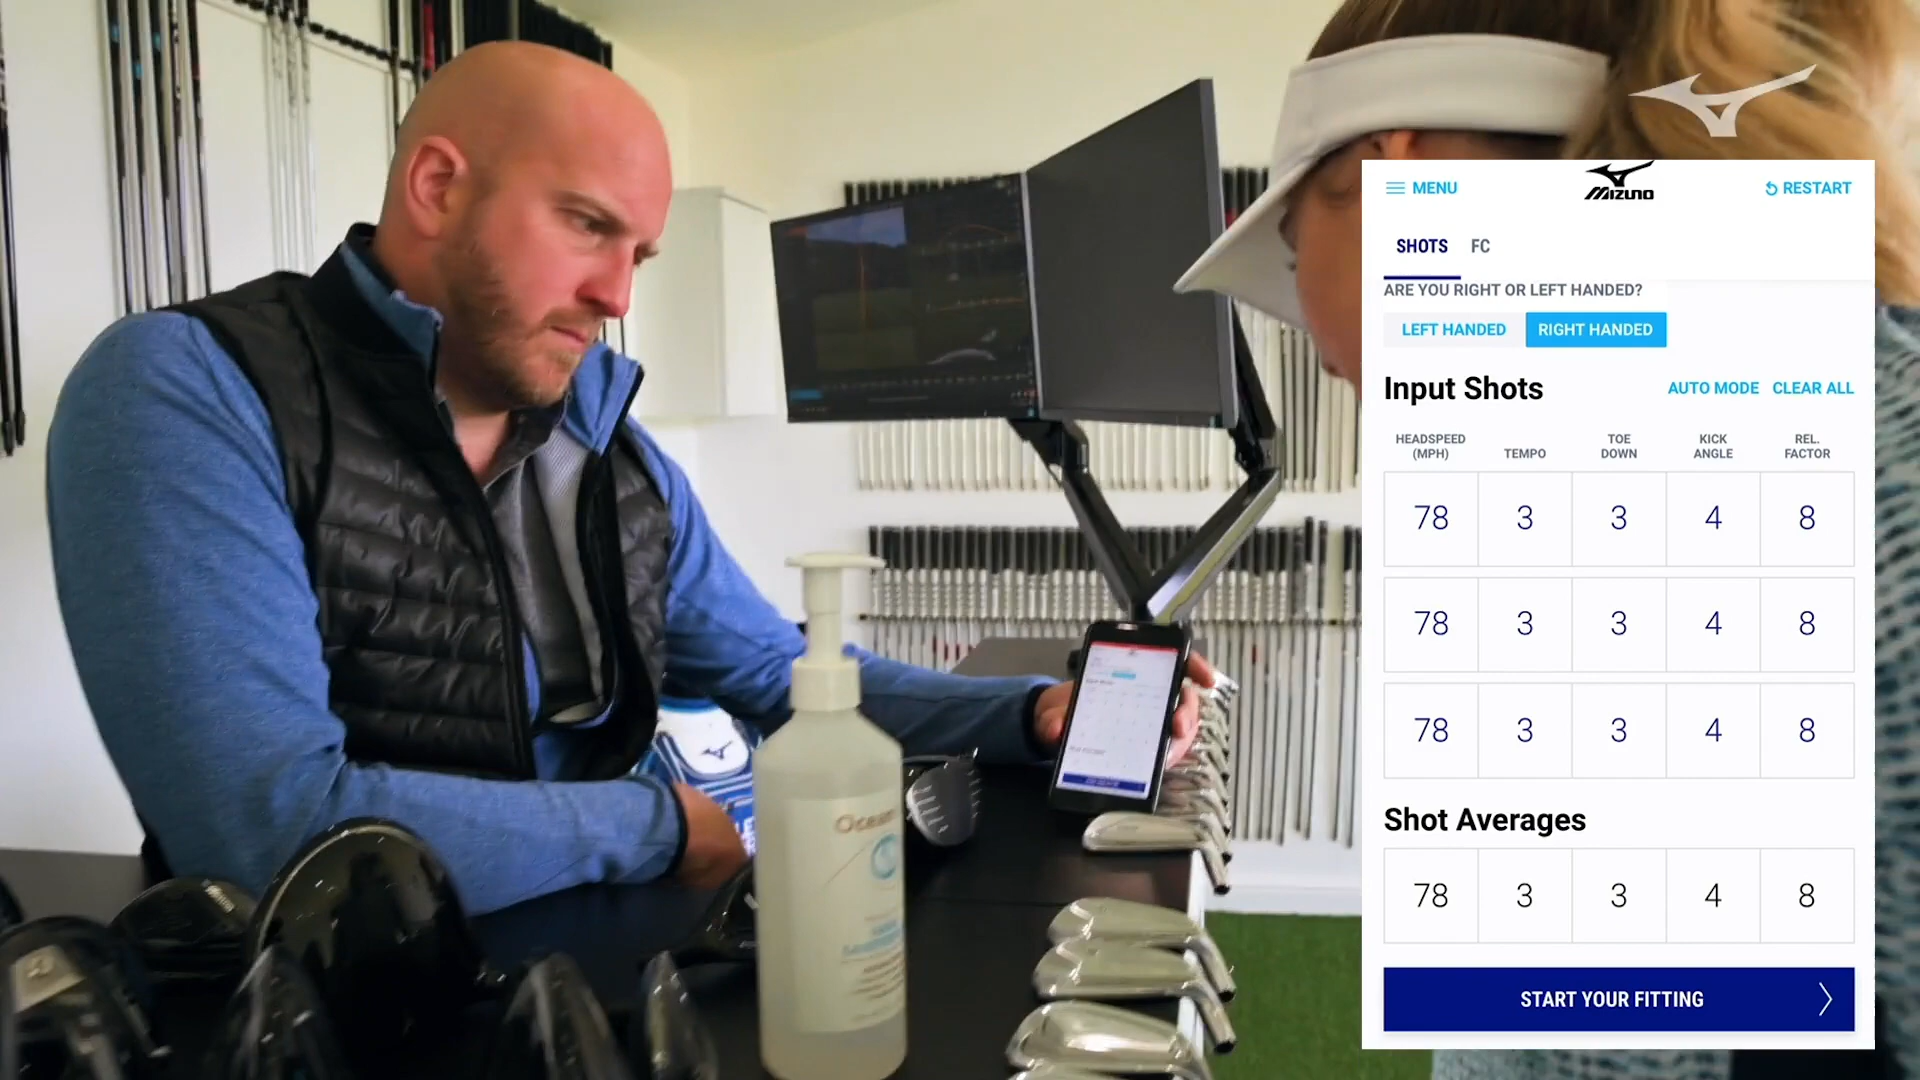 MENU
MIZUNO
RESTART
SHOTS FC
ARE YOU RIGHT OR LEFT HANDED?
LEFT HANDED RIGHT HANDED
Input Shots
AUTO MODE CLEAR ALL
HEADSPEED (MPH) TEMPO TOE DOWN KICK ANGLE REL. FACTOR
78 3 3 4 8
78 3 3 4 8
78 3 3 4 8
Shot Averages
78 3 3 4 8
START YOUR FITTING
Ocean